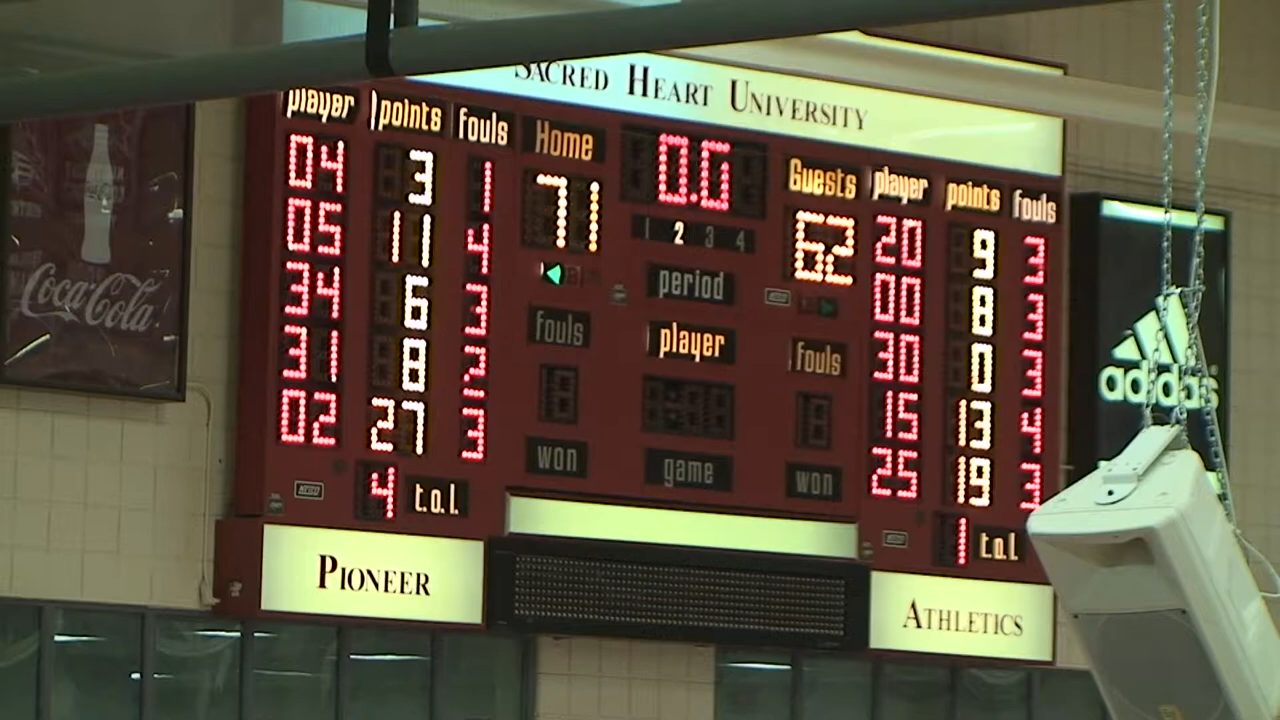 SACRED HEART UNIVERSITY
player points fouls Home 0.0 Guests player points fouls
04 3 1 71 62 20 9 3
1 2 3 4
05 11 4 period 00 8 3
34 6 3 fouls player fouls 30 0 3
31 8 2 15 13 4
02 27 3 won game won 25 19 3
4 t.o.l. 1 t.o.l.
PIONEER ATHLETICS
Coca-Cola
adidas